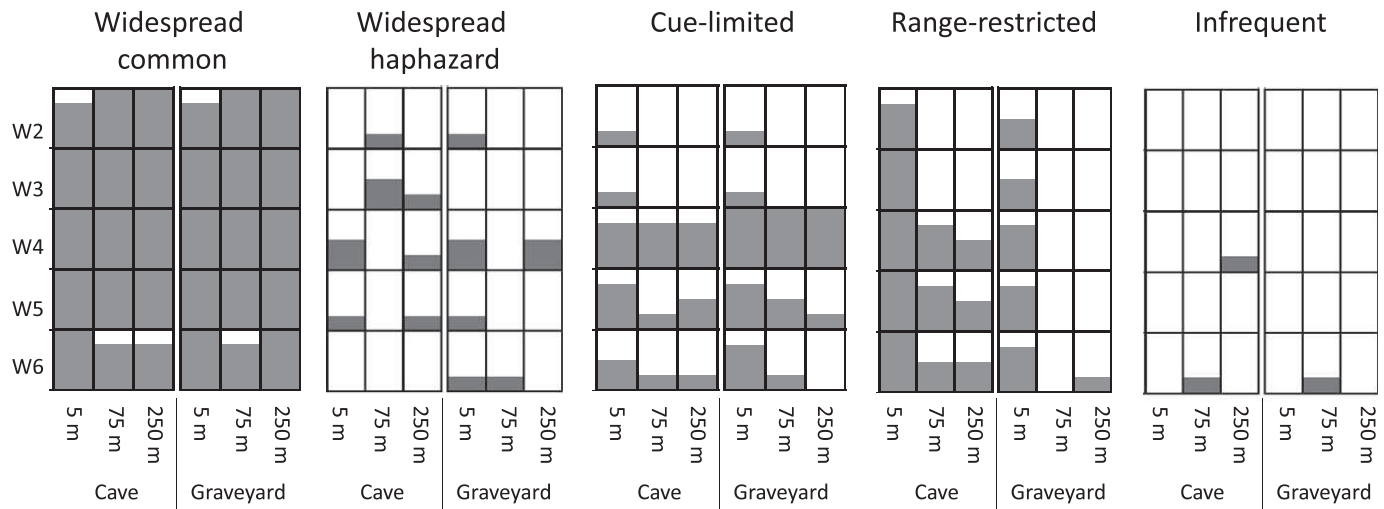 Widespread
common
Widespread
haphazard
Cue-limited
Range-restricted
Infrequent
W2
W3
W4
W5
W6
5 m
75 m
250 m
5 m
75 m
250 m
5 m
75 m
250 m
5 m
75 m
250 m
5 m
75 m
250 m
5 m
75 m
250 m
5 m
75 m
250 m
5 m
75 m
250 m
5 m
75 m
250 m
5 m
75 m
250 m
Cave
Graveyard
Cave
Graveyard
Cave
Graveyard
Cave
Graveyard
Cave
Graveyard